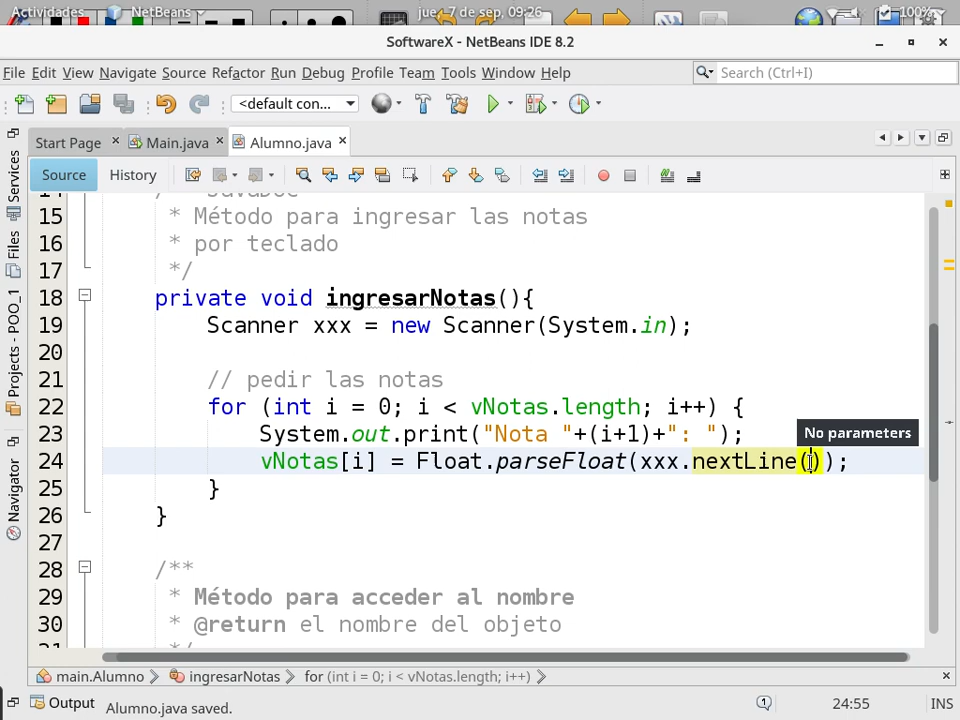 Actividades NetBeans jue 7 de sep, 09:26 100%
SoftwareX - NetBeans IDE 8.2
File Edit View Navigate Source Refactor Run Debug Profile Team Tools Window Help
Search (Ctrl+I)
<default con...
Start Page Main.java Alumno.java
Source History
Services
Files
Projects - POO_1
Navigator
15 * Método para ingresar las notas
16 * por teclado
17 */
18 private void ingresarNotas(){
19 Scanner xxx = new Scanner(System.in);
20
21 // pedir las notas
22 for (int i = 0; i < vNotas.length; i++) {
23 System.out.print("Nota "+(i+1)+": ");
No parameters
24 vNotas[i] = Float.parseFloat(xxx.nextLine());
25 }
26 }
27
28 /**
29 * Método para acceder al nombre
30 * @return el nombre del objeto
main.Alumno ingresarNotas for (int i = 0; i < vNotas.length; i++)
Output Alumno.java saved. 1 24:55 INS